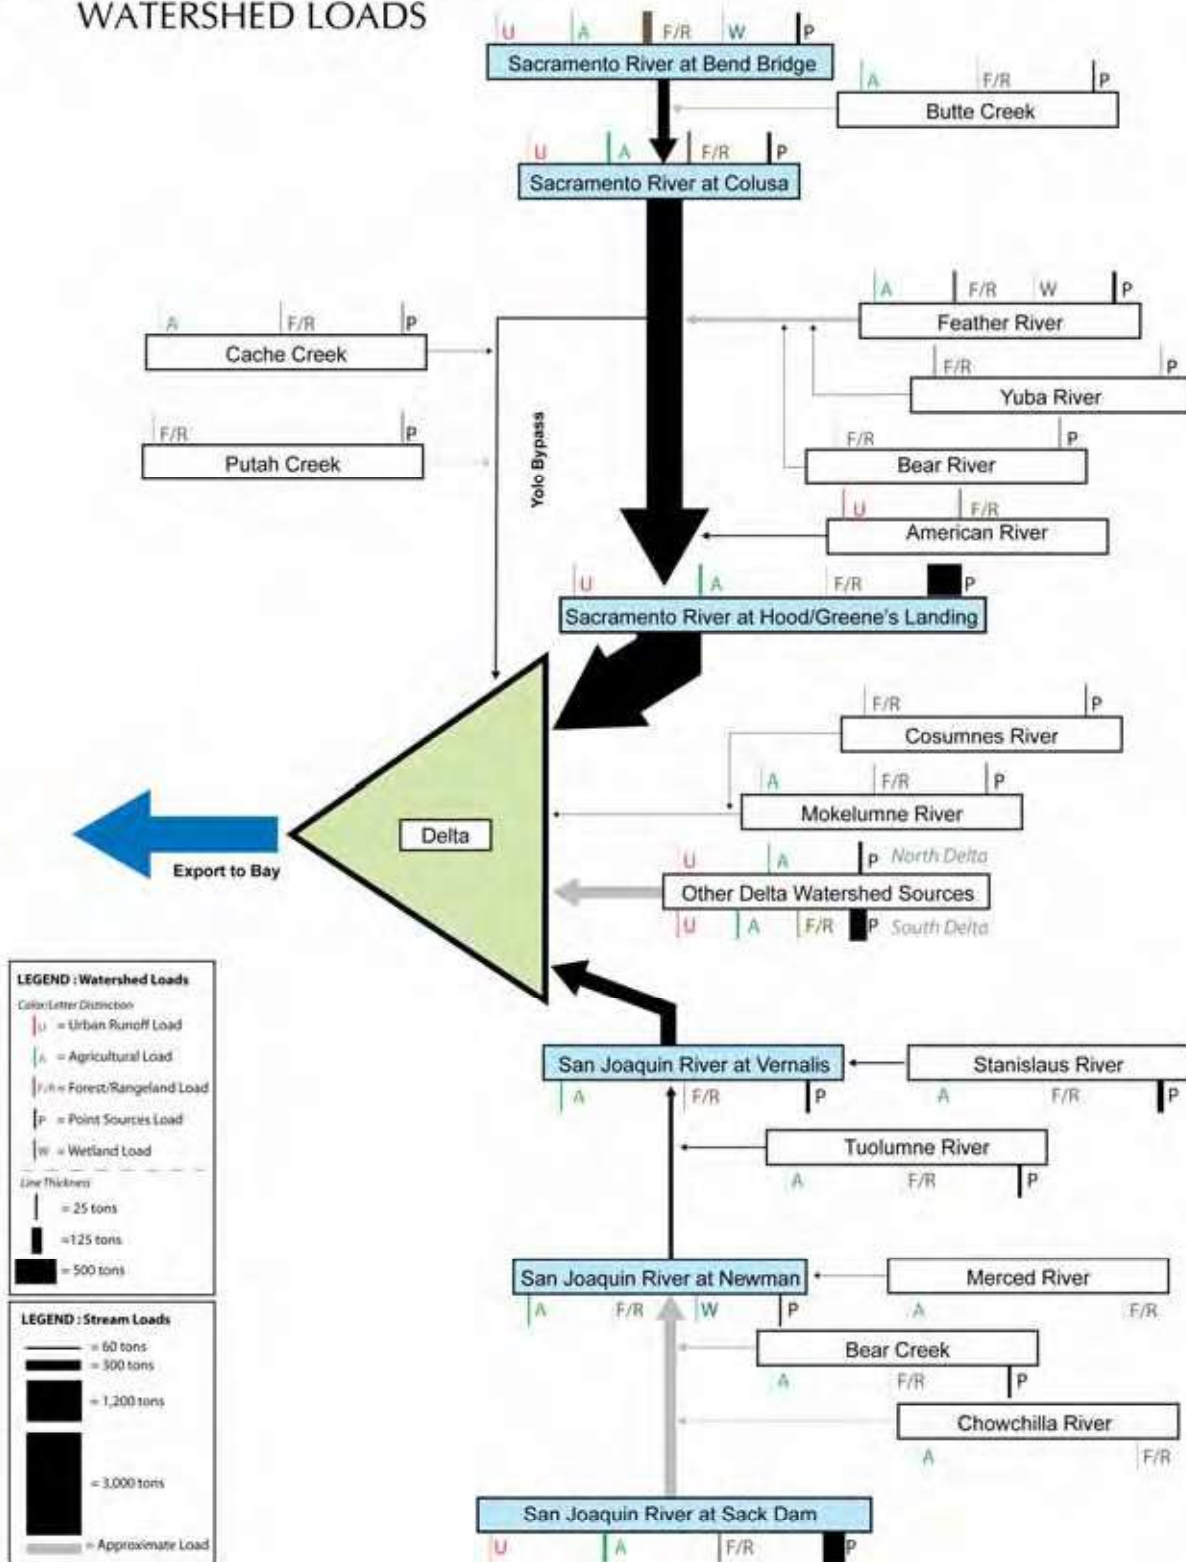 WATERSHED LOADS
U A F/R W P
Sacramento River at Bend Bridge
A F/R P
Butte Creek
U A F/R P
Sacramento River at Colusa
A F/R W P
Feather River
A F/R P
Cache Creek
F/R P
Yuba River
F/R P
Putah Creek
Yolo Bypass
F/R P
Bear River
U F/R
American River
U A F/R P
Sacramento River at Hood/Greene's Landing
F/R P
Cosumnes River
A F/R P
Mokelumne River
Delta
Export to Bay
U A P North Delta
Other Delta Watershed Sources
U A F/R P South Delta
LEGEND : Watershed Loads
Color/Letter Distinction
U = Urban Runoff Load
A = Agricultural Load
F/R = Forest/Rangeland Load
P = Point Sources Load
W = Wetland Load
Line Thickness
= 25 tons
=125 tons
= 500 tons
LEGEND : Stream Loads
= 60 tons
= 300 tons
= 1,200 tons
= 3,000 tons
= Approximate Load
San Joaquin River at Vernalis
A F/R P
Stanislaus River
A F/R P
Tuolumne River
A F/R P
San Joaquin River at Newman
A F/R W P
Merced River
A F/R
Bear Creek
A F/R P
Chowchilla River
A F/R
San Joaquin River at Sack Dam
U A F/R P